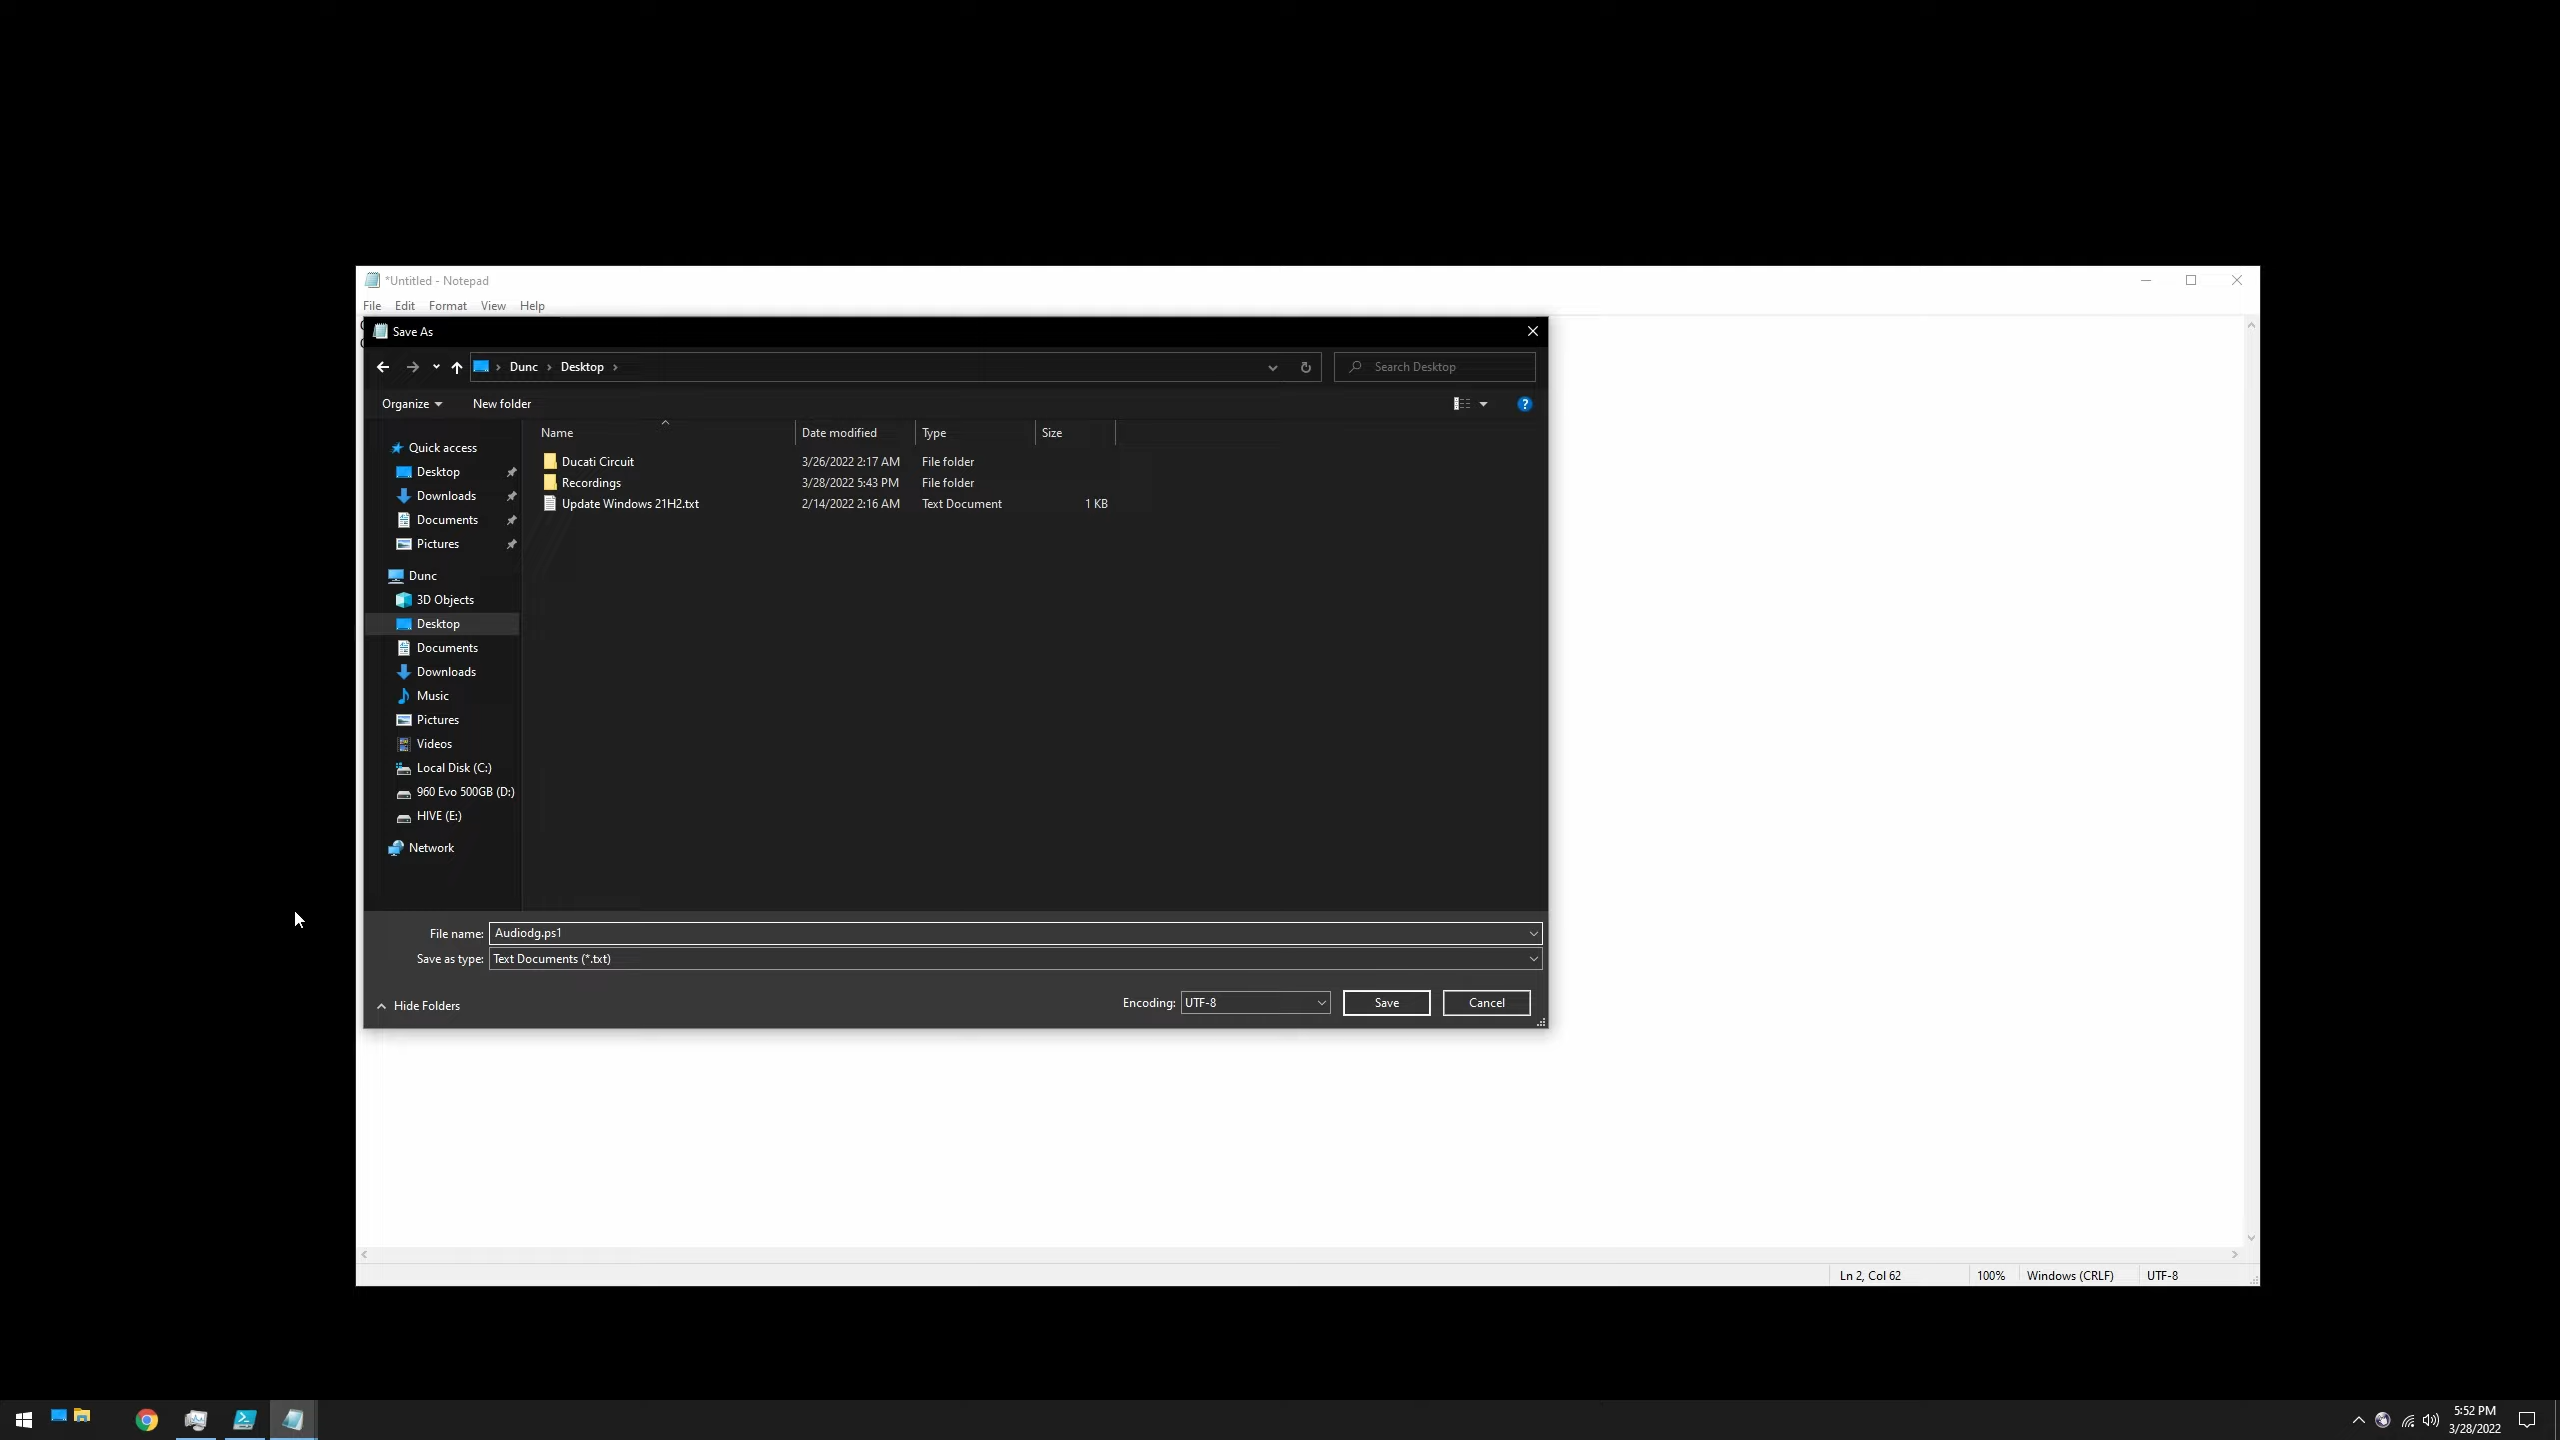 *Untitled - Notepad
File Edit Format View Help
Save As
Dunc Desktop
Search Desktop
Organize New folder
Name Date modified Type Size
Quick access
Desktop
Downloads
Documents
Pictures
Dunc
3D Objects
Desktop
Documents
Downloads
Music
Pictures
Videos
Local Disk (C:)
960 Evo 500GB (D:)
HIVE (E:)
Network
Ducati Circuit 3/26/2022 2:17 AM File folder
Recordings 3/28/2022 5:43 PM File folder
Update Windows 21H2.txt 2/14/2022 2:16 AM Text Document 1 KB
File name: Audiodg.ps1
Save as type: Text Documents (*.txt)
Hide Folders
Encoding: UTF-8 Save Cancel
Ln 2, Col 62 100% Windows (CRLF) UTF-8
5:52 PM
3/28/2022